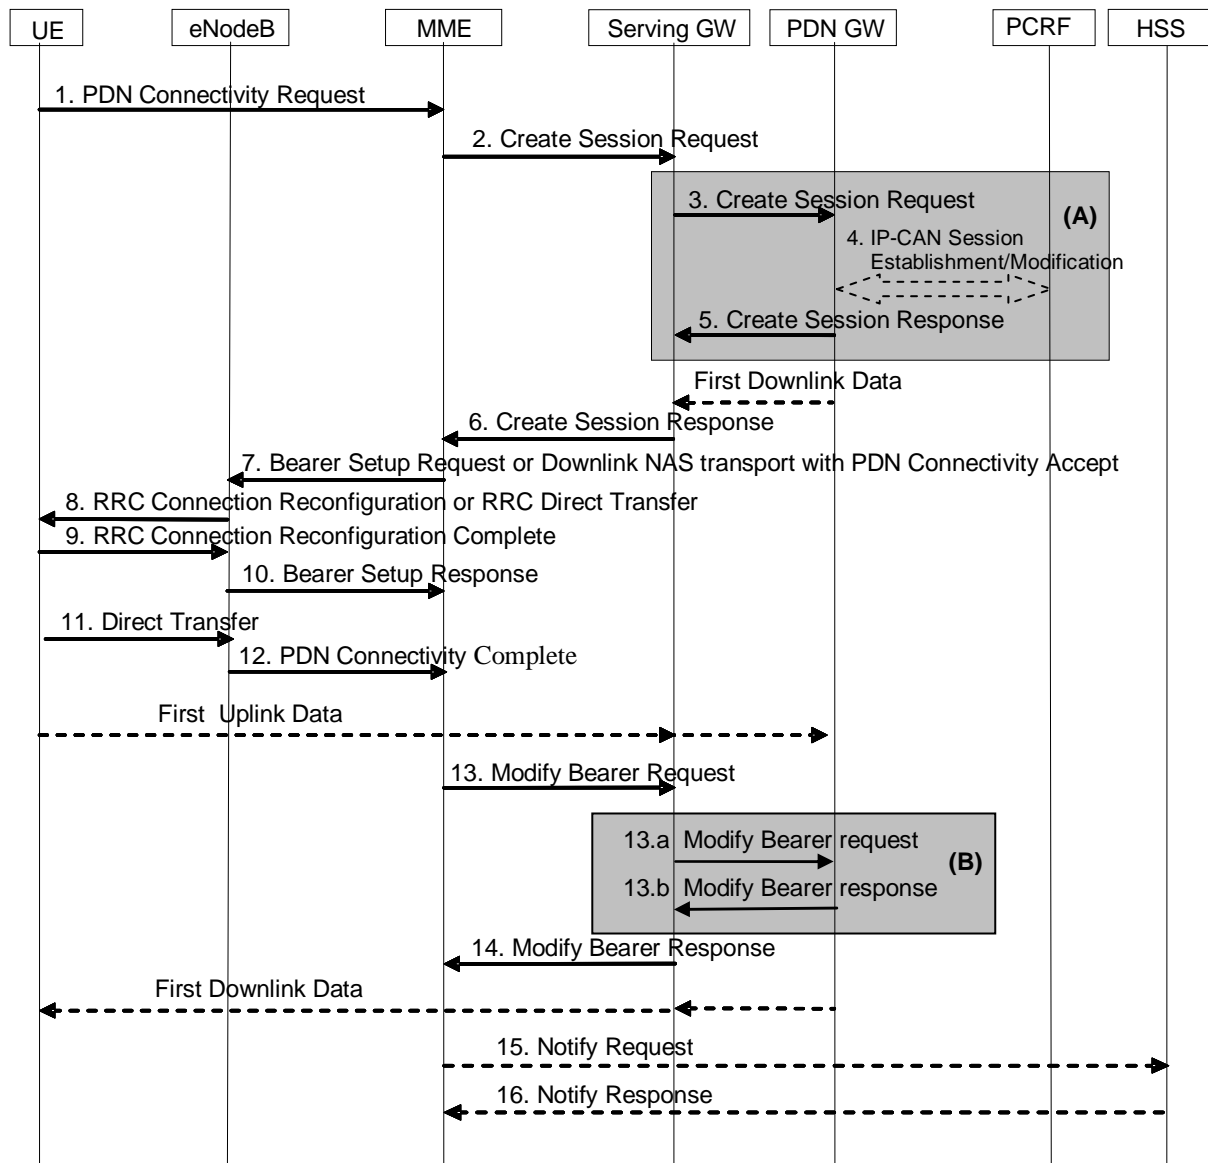 UE
eNodeB
MME
Serving GW
PDN GW
PCRF
HSS
1. PDN Connectivity Request
2. Create Session Request
3. Create Session Request
(A)
4. IP-CAN Session
Establishment/Modification
5. Create Session Response
First Downlink Data
6. Create Session Response
7. Bearer Setup Request or Downlink NAS transport with PDN Connectivity Accept
8. RRC Connection Reconfiguration or RRC Direct Transfer
9. RRC Connection Reconfiguration Complete
10. Bearer Setup Response
11. Direct Transfer
12. PDN Connectivity Complete
First Uplink Data
13. Modify Bearer Request
13.a Modify Bearer request
(B)
13.b Modify Bearer response
14. Modify Bearer Response
First Downlink Data
15. Notify Request
16. Notify Response